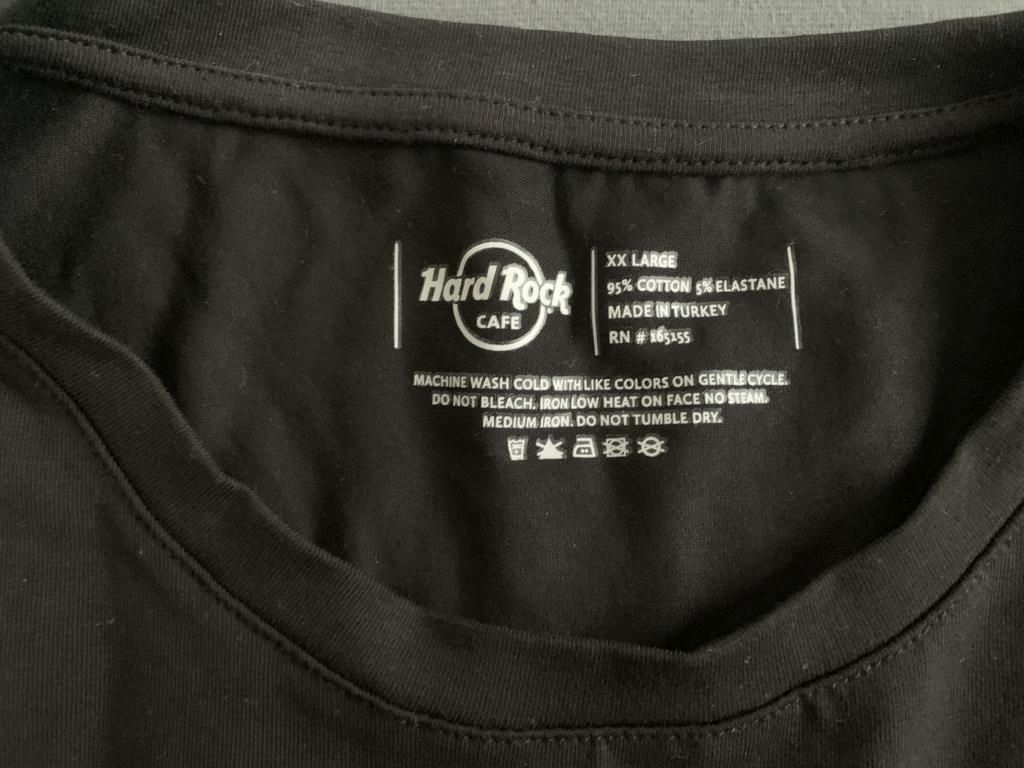 Hard Rock
CAFE
XX LARGE
95% COTTON 5% ELASTANE
MADE IN TURKEY
RN # 165155
MACHINE WASH COLD WITH LIKE COLORS ON GENTLE CYCLE.
DO NOT BLEACH. IRON LOW HEAT ON FACE NO STEAM.
MEDIUM IRON. DO NOT TUMBLE DRY.